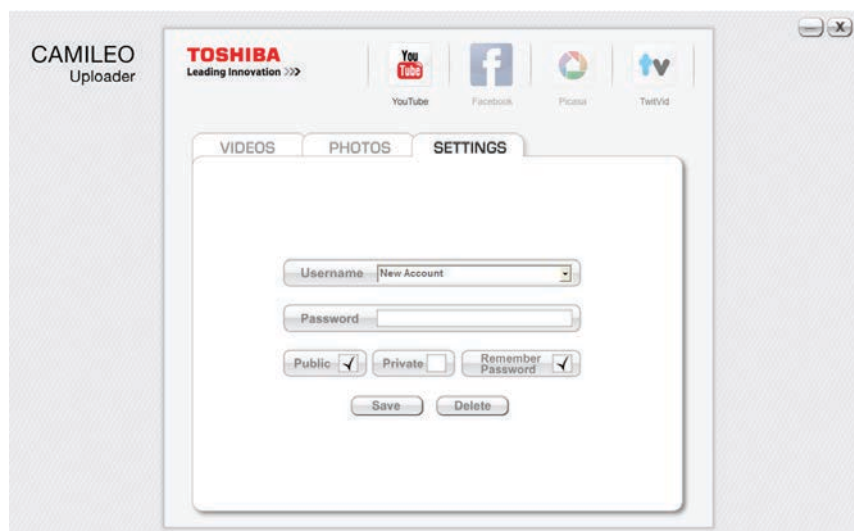 CAMILEO
Uploader
TOSHIBA
Leading Innovation >>>
You
Tube
f
tv
YouTube
Facebook
Picasa
TwitVid
VIDEOS
PHOTOS
SETTINGS
Username
New Account
Password
Public
Private
Remember
Password
Save
Delete